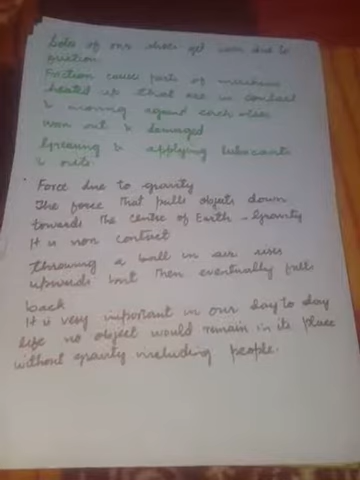 Soles of our shoes get worn due to
friction
Friction causes parts of machine
heated up that are in contact
& moving against each other
worn out & damaged
Greasing & applying lubricants
&
Force due to gravity
The force that pulls objects down
towards the centre of Earth - Gravity
It is non contact
throwing a ball in air rises
upwards but then eventually falls
back
It is very important in our day to day
life no object would remain in its place
without gravity including people.